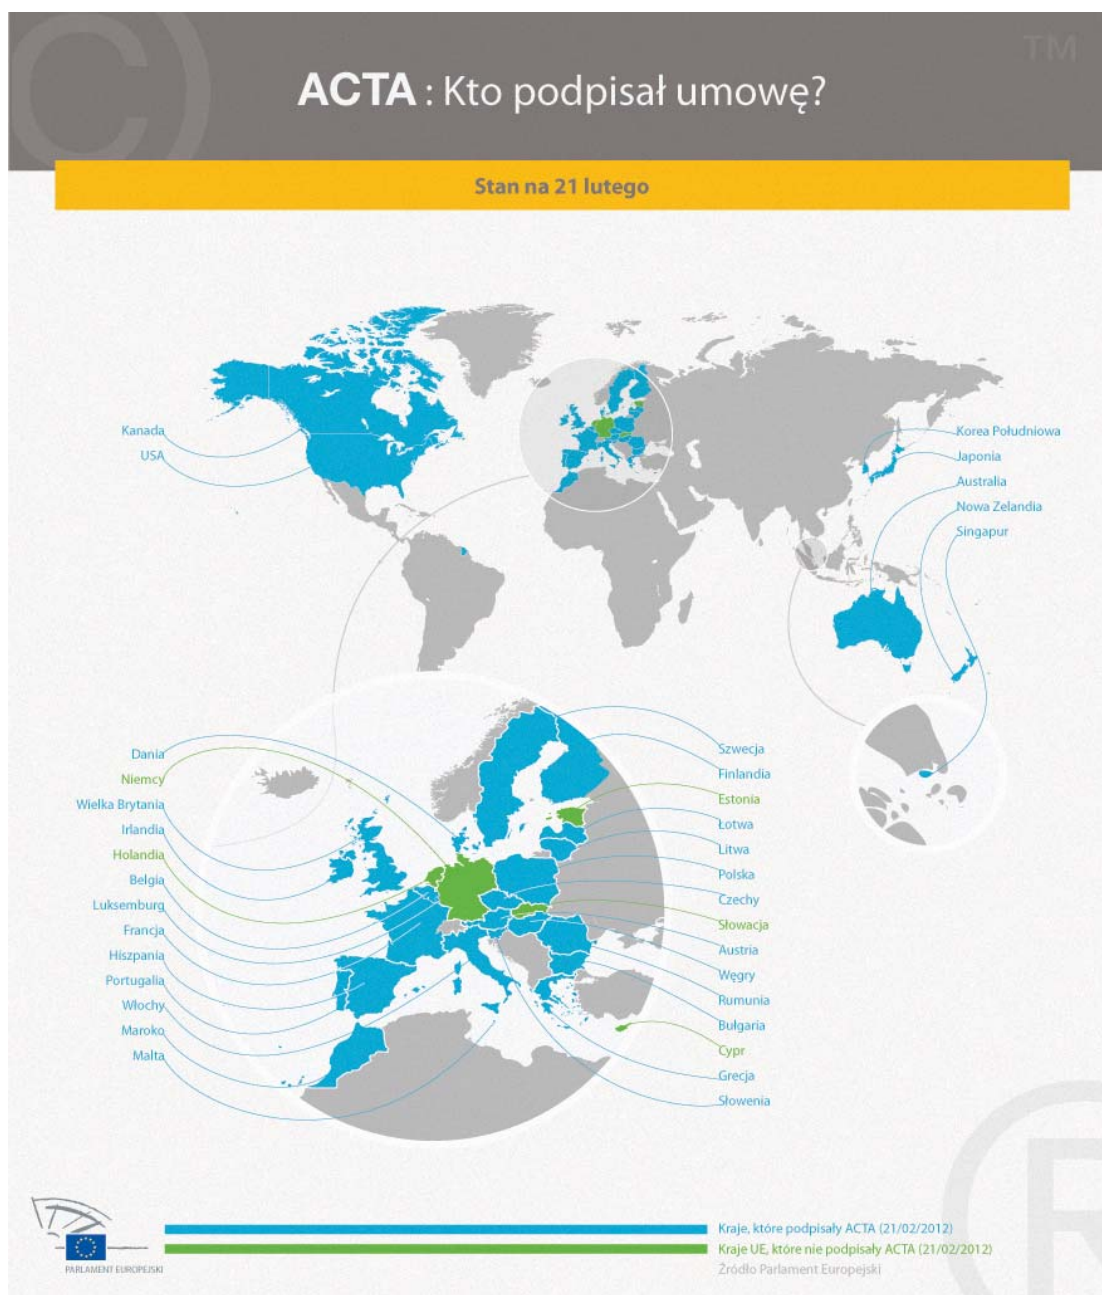 TM
ACTA : Kto podpisał umowę?
Stan na 21 lutego
Kanada
USA
Korea Południowa
Japonia
Australia
Nowa Zelandia
Singapur
Dania
Niemcy
Wielka Brytania
Irlandia
Holandia
Belgia
Luksemburg
Francja
Hiszpania
Portugalia
Włochy
Maroko
Malta
Szwecja
Finlandia
Estonia
Łotwa
Litwa
Polska
Czechy
Słowacja
Austria
Węgry
Rumunia
Bułgaria
Cypr
Grecja
Słowenia
Kraje, które podpisały ACTA (21/02/2012)
Kraje UE, które nie podpisały ACTA (21/02/2012)
Źródło Parlament Europejski
PARLAMENT EUROPEJSKI